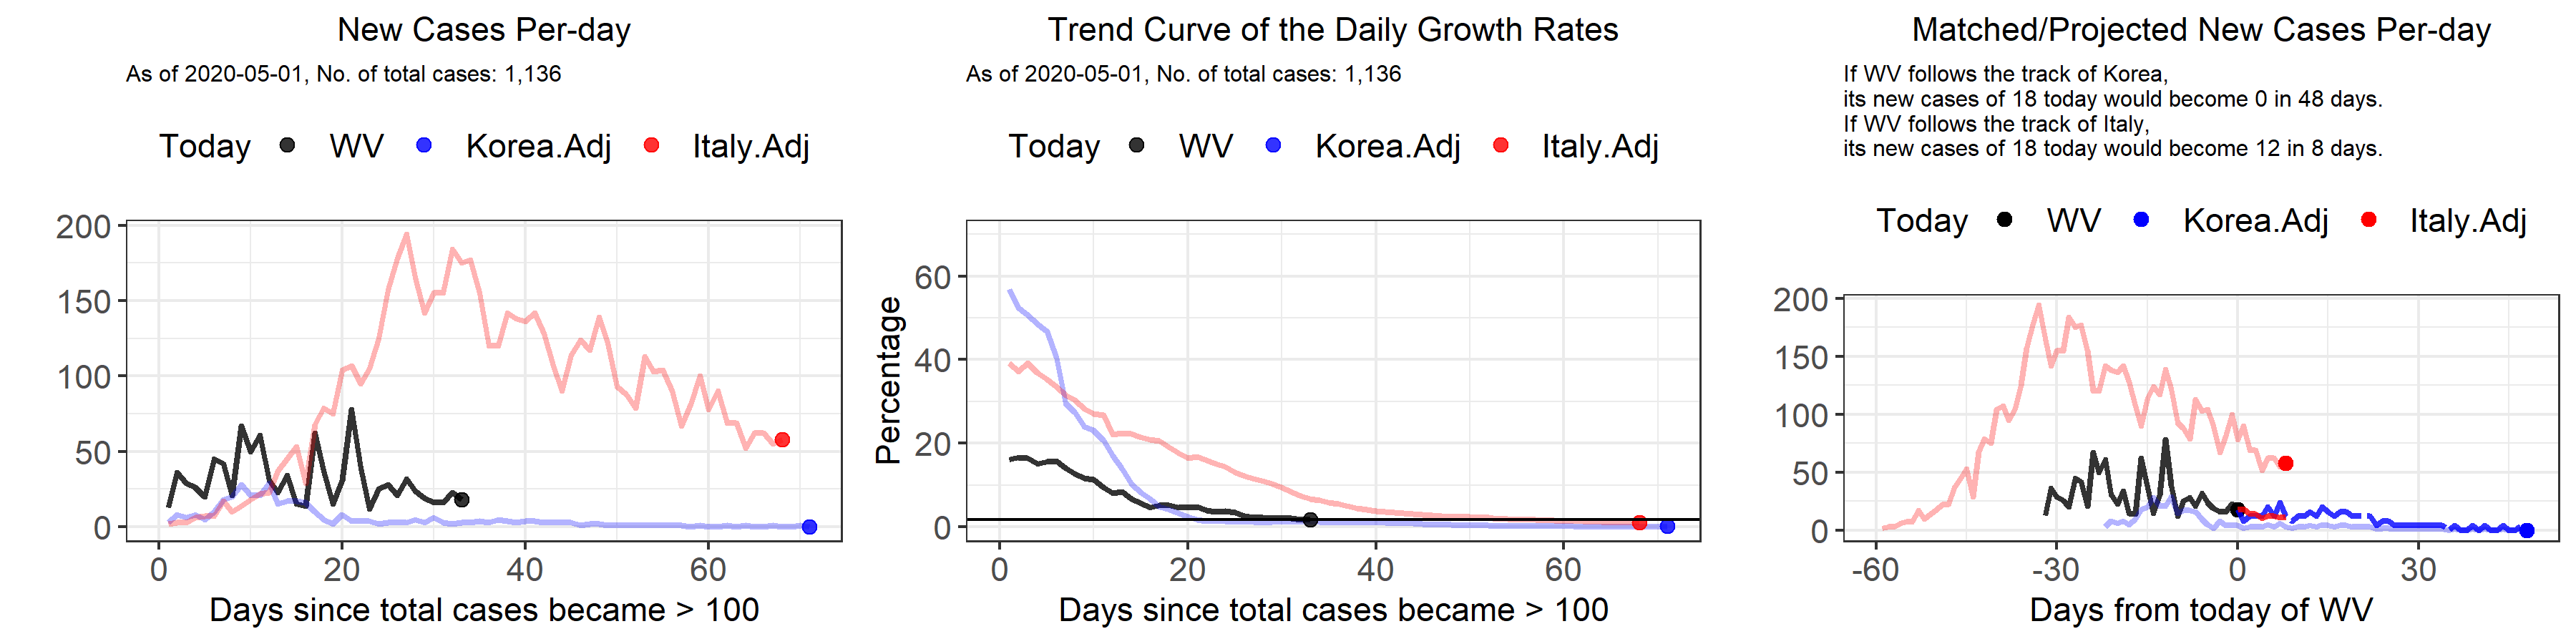 New Cases Per-day
As of 2020-05-01, No. of total cases: 1,136
Today WV Korea.Adj Italy.Adj
200
150
100
50
0
0 20 40 60
Days since total cases became > 100
Trend Curve of the Daily Growth Rates
As of 2020-05-01, No. of total cases: 1,136
Today WV Korea.Adj Italy.Adj
Percentage
60
40
20
0
0 20 40 60
Days since total cases became > 100
Matched/Projected New Cases Per-day
If WV follows the track of Korea,
its new cases of 18 today would become 0 in 48 days.
If WV follows the track of Italy,
its new cases of 18 today would become 12 in 8 days.
Today WV Korea.Adj Italy.Adj
200
150
100
50
0
-60 -30 0 30
Days from today of WV